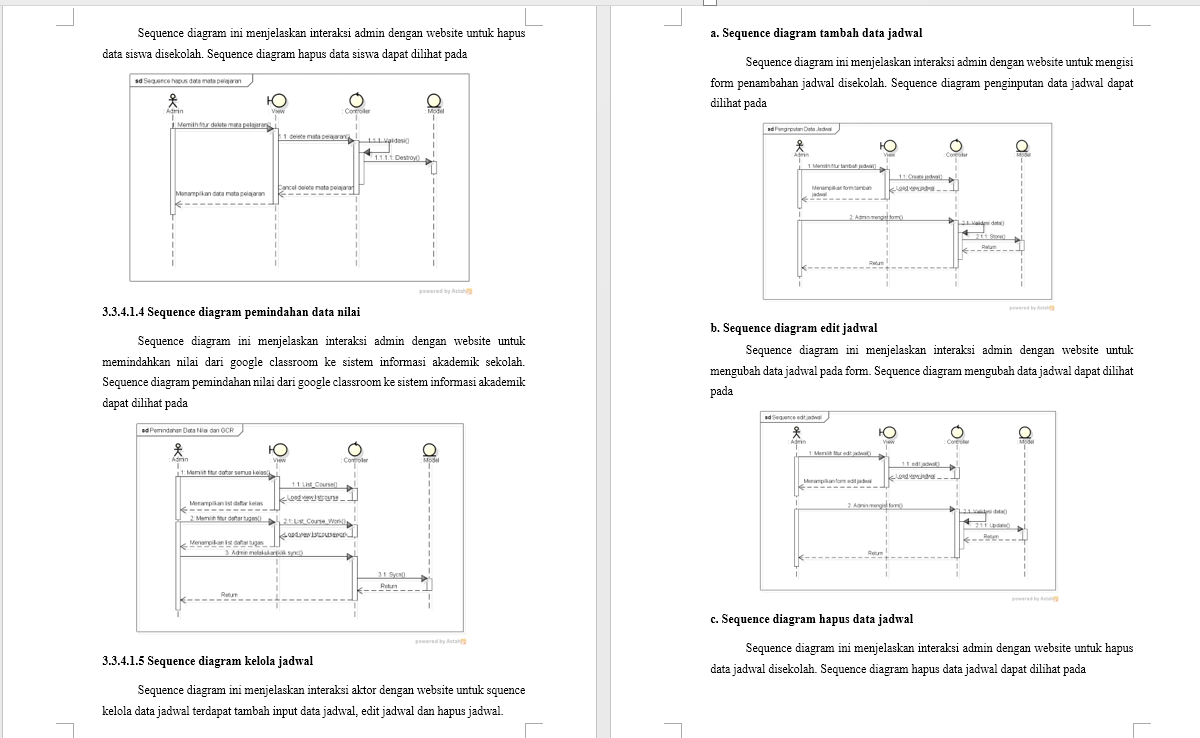 Sequence diagram ini menjelaskan interaksi admin dengan website untuk hapus
data siswa disekolah. Sequence diagram hapus data siswa dapat dilihat pada
sd Sequence hapus data mata pelajaran
Admin
View
Controller
Model
1: Memilih fitur delete mata pelajaran()
1.1: delete mata pelajaran()
1.1.1: Validasi()
1.1.1.1: Destroy()
Cancel delete mata pelajaran
Menampilkan data mata pelajaran
powered by Astah
3.3.4.1.4 Sequence diagram pemindahan data nilai
Sequence diagram ini menjelaskan interaksi admin dengan website untuk
memindahkan nilai dari google classroom ke sistem informasi akademik sekolah.
Sequence diagram pemindahan nilai dari google classroom ke sistem informasi akademik
dapat dilihat pada
sd Pemindahan Data Nilai dari GCR
Admin
View
Controller
Model
1: Memilih fitur daftar semua kelas()
1.1: List_Course()
Load view listcourse
Menampilkan list daftar kelas
2: Memilih fitur daftar tugas()
2.1: List_Course_Work()
Load view listcoursework
Menampilkan list daftar tugas
3: Admin melakukan klik sync()
3.1: Sycn()
Return
Return
powered by Astah
3.3.4.1.5 Sequence diagram kelola jadwal
Sequence diagram ini menjelaskan interaksi aktor dengan website untuk squence
kelola data jadwal terdapat tambah input data jadwal, edit jadwal dan hapus jadwal.
a. Sequence diagram tambah data jadwal
Sequence diagram ini menjelaskan interaksi admin dengan website untuk mengisi
form penambahan jadwal disekolah. Sequence diagram penginputan data jadwal dapat
dilihat pada
sd Penginputan Data Jadwal
Admin
View
Controller
Model
1: Memilih fitur tambah jadwal()
1.1: Create jadwal()
Load view jadwal
Menampilkan form tambah
jadwal
2: Admin mengisi form()
2.1: Validasi data()
2.1.1: Store()
Return
Return
powered by Astah
b. Sequence diagram edit jadwal
Sequence diagram ini menjelaskan interaksi admin dengan website untuk
mengubah data jadwal pada form. Sequence diagram mengubah data jadwal dapat dilihat
pada
sd Sequence edit jadwal
Admin
View
Controller
Model
1: Memilih fitur edit jadwal()
1.1: edit jadwal()
Load view jadwal
Menampilkan form edit jadwal
2: Admin mengisi form()
2.1: Validasi data()
2.1.1: Update()
Return
Return
powered by Astah
c. Sequence diagram hapus data jadwal
Sequence diagram ini menjelaskan interaksi admin dengan website untuk hapus
data jadwal disekolah. Sequence diagram hapus data jadwal dapat dilihat pada